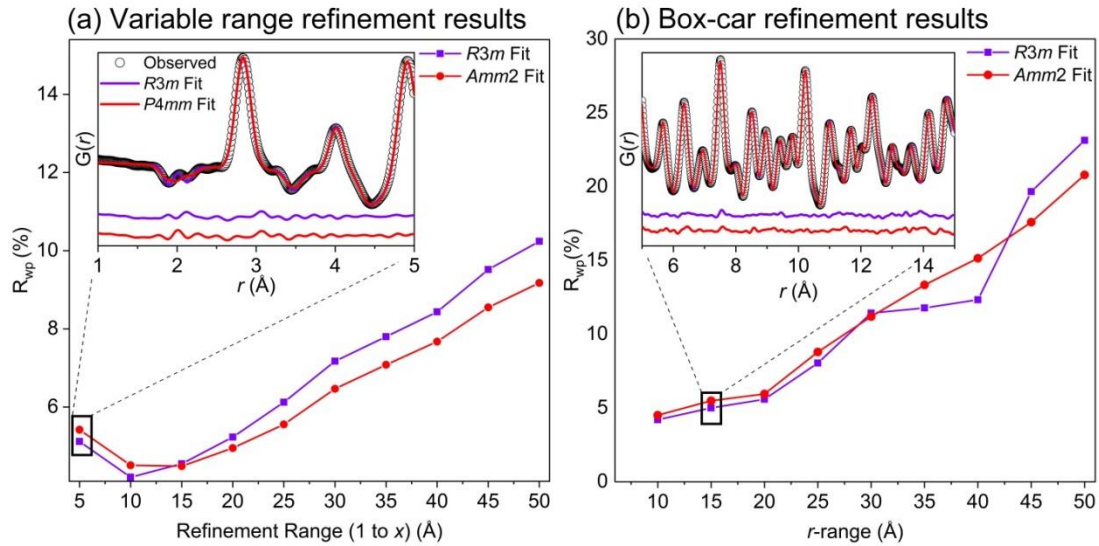 (a) Variable range refinement results
R3m Fit
Amm2 Fit
Observed
R3m Fit
P4mm Fit
G(r)
1 2 3 4 5
r (Å)
Rwp (%)
14
12
10
8
6
5 10 15 20 25 30 35 40 45 50
Refinement Range (1 to x) (Å)
(b) Box-car refinement results
R3m Fit
Amm2 Fit
G(r)
6 8 10 12 14
r (Å)
Rwp(%)
30
25
20
15
10
5
0
10 15 20 25 30 35 40 45 50
r-range (Å)